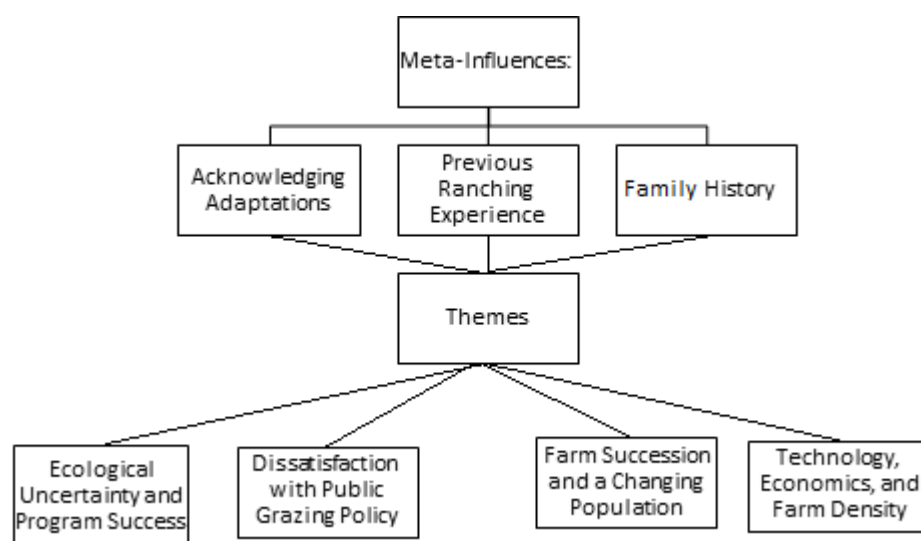 Meta-Influences:
Acknowledging
Adaptations
Previous
Ranching
Experience
Family History
Themes
Ecological
Uncertainty and
Program Success
Dissatisfaction
with Public
Grazing Policy
Farm Succession
and a Changing
Population
Technology,
Economics, and
Farm Density